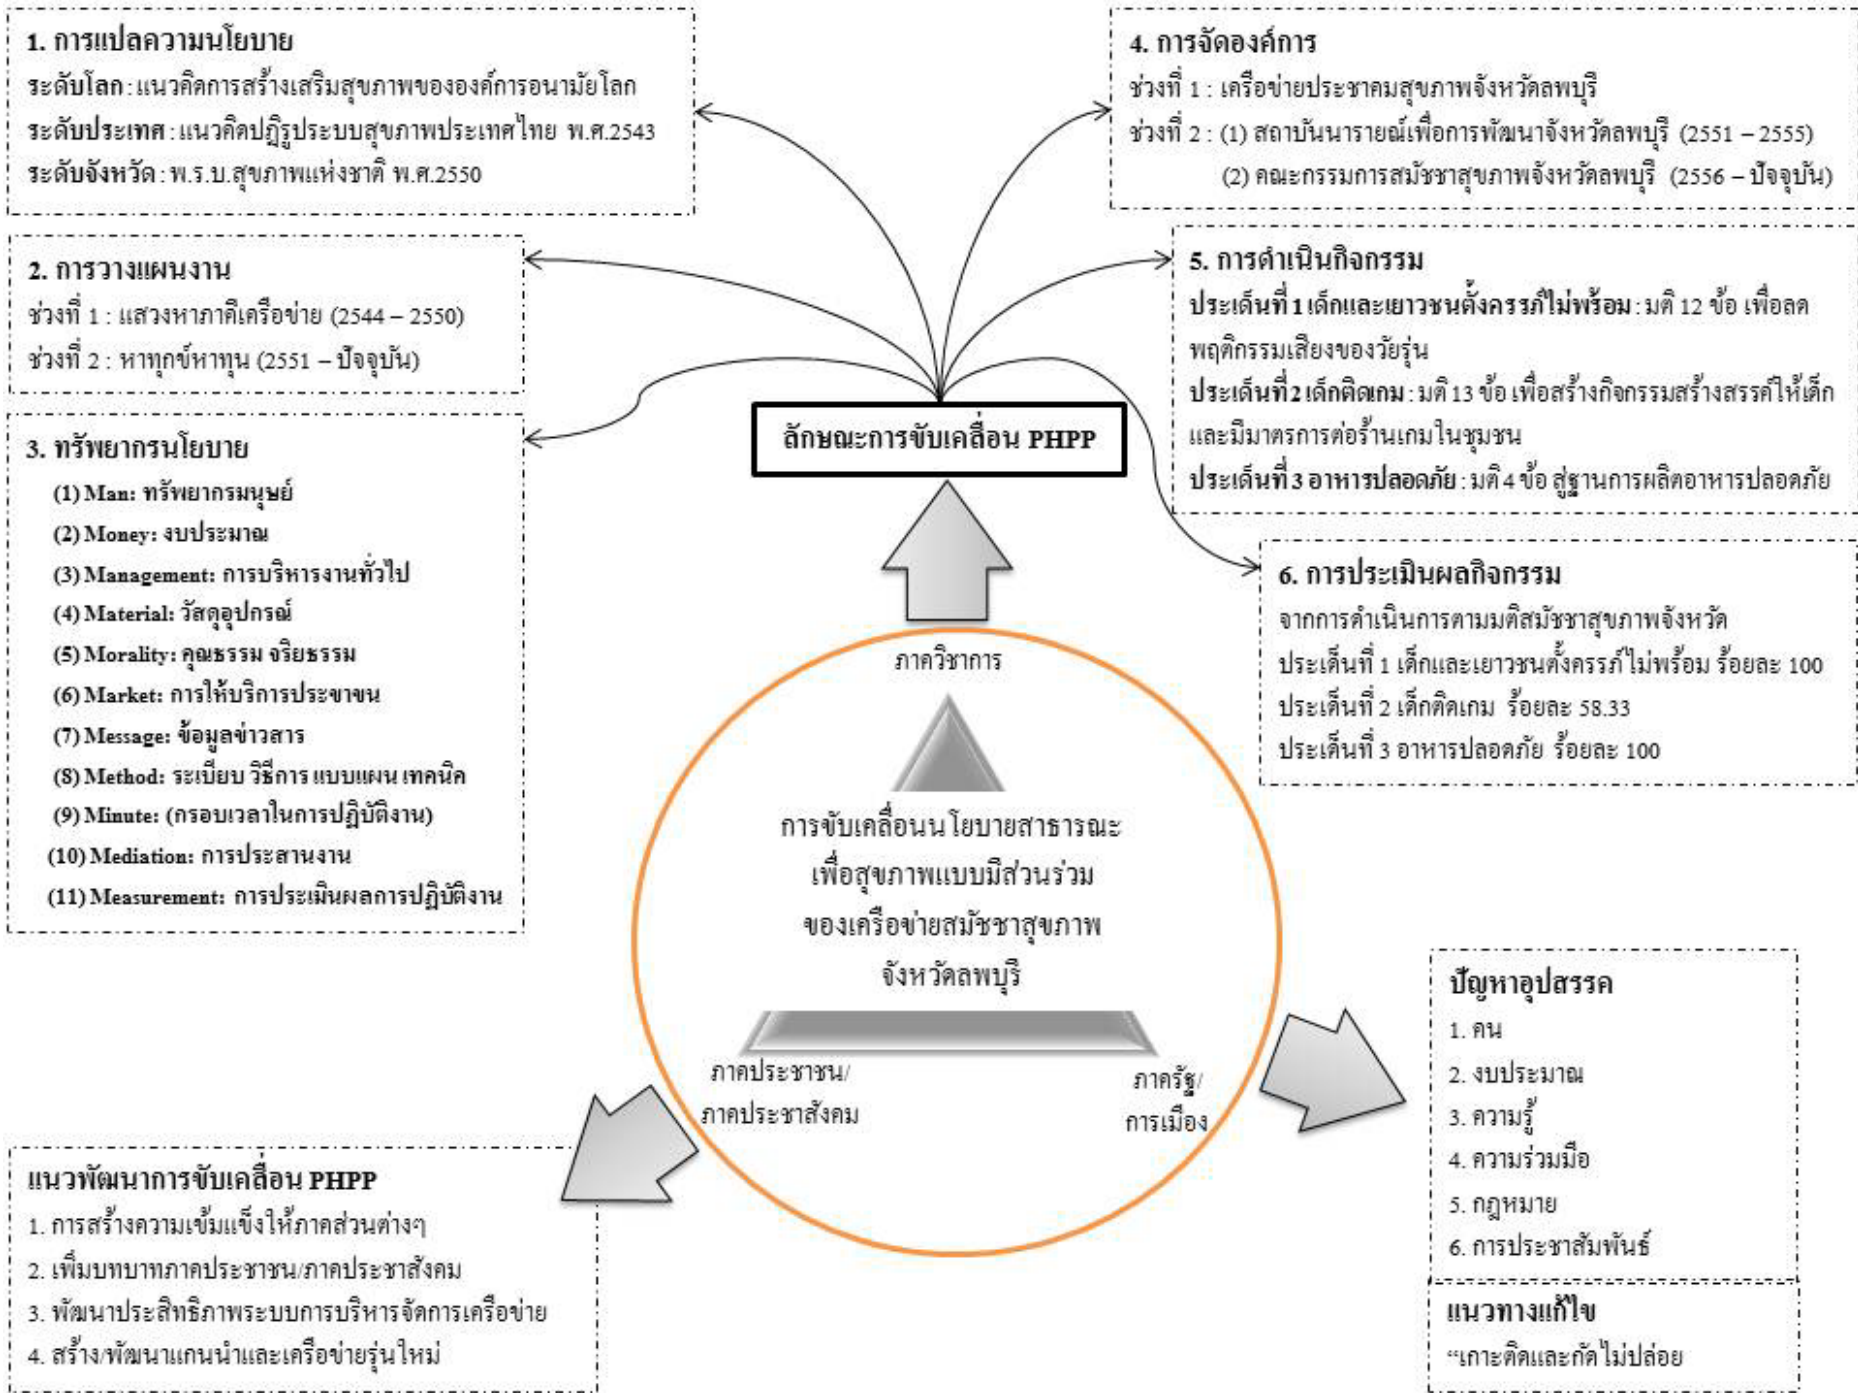 1. การแปลความนโยบาย
ระดับโลก : แนวคิดการสร้างเสริมสุขภาพขององค์การอนามัยโลก
ระดับประเทศ : แนวคิดปฏิรูประบบสุขภาพประเทศไทย พ.ศ.2543
ระดับจังหวัด : พ.ร.บ.สุขภาพแห่งชาติ พ.ศ.2550
2. การวางแผนงาน
ช่วงที่ 1 : แสวงหาภาคีเครือข่าย (2544 – 2550)
ช่วงที่ 2 : หาทุกข์หาทุน (2551 – ปัจจุบัน)
3. ทรัพยากรนโยบาย
(1) Man: ทรัพยากรมนุษย์
(2) Money: งบประมาณ
(3) Management: การบริหารงานทั่วไป
(4) Material: วัสดุอุปกรณ์
(5) Morality: คุณธรรม จริยธรรม
(6) Market: การให้บริการประขาขน
(7) Message: ข้อมูลข่าวสาร
(8) Method: ระเบียบ วิธีการ แบบแผน เทคนิค
(9) Minute: (กรอบเวลาในการปฏิบัติงาน)
(10) Mediation: การประสานงาน
(11) Measurement: การประเมินผลการปฏิบัติงาน
4. การจัดองค์การ
ช่วงที่ 1 : เครือข่ายประชาคมสุขภาพจังหวัดลพบุรี
ช่วงที่ 2 : (1) สถาบันนารายณ์เพื่อการพัฒนาจังหวัดลพบุรี (2551 – 2555)
(2) คณะกรรมการสมัชชาสุขภาพจังหวัดลพบุรี (2556 – ปัจจุบัน)
5. การดำเนินกิจกรรม
ประเด็นที่ 1 เด็กและเยาวชนตั้งครรภ์ไม่พร้อม : มติ 12 ข้อ เพื่อลด
พฤติกรรมเสี่ยงของวัยรุ่น
ประเด็นที่ 2 เด็กติดเกม : มติ 13 ข้อ เพื่อสร้างกิจกรรมสร้างสรรค์ให้เด็ก
และมีมาตรการต่อร้านเกมในชุมชน
ประเด็นที่ 3 อาหารปลอดภัย : มติ 4 ข้อ สู่ฐานการผลิตอาหารปลอดภัย
6. การประเมินผลกิจกรรม
จากการดำเนินการตามมติสมัชชาสุขภาพจังหวัด
ประเด็นที่ 1 เด็กและเยาวชนตั้งครรภ์ไม่พร้อม ร้อยละ 100
ประเด็นที่ 2 เด็กติดเกม ร้อยละ 58.33
ประเด็นที่ 3 อาหารปลอดภัย ร้อยละ 100
ลักษณะการขับเคลื่อน PHPP
ภาควิชาการ
การขับเคลื่อนนโยบายสาธารณะ
เพื่อสุขภาพแบบมีส่วนร่วม
ของเครือข่ายสมัชชาสุขภาพ
จังหวัดลพบุรี
ภาคประชาชน/
ภาคประชาสังคม
ภาครัฐ/
การเมือง
แนวพัฒนาการขับเคลื่อน PHPP
1. การสร้างความเข้มแข็งให้ภาคส่วนต่างๆ
2. เพิ่มบทบาทภาคประชาชน/ภาคประชาสังคม
3. พัฒนาประสิทธิภาพระบบการบริหารจัดการเครือข่าย
4. สร้าง/พัฒนาแกนนำและเครือข่ายรุ่นใหม่
ปัญหาอุปสรรค
1. คน
2. งบประมาณ
3. ความรู้
4. ความร่วมมือ
5. กฎหมาย
6. การประชาสัมพันธ์
แนวทางแก้ไข
“เกาะติดและกัดไม่ปล่อย